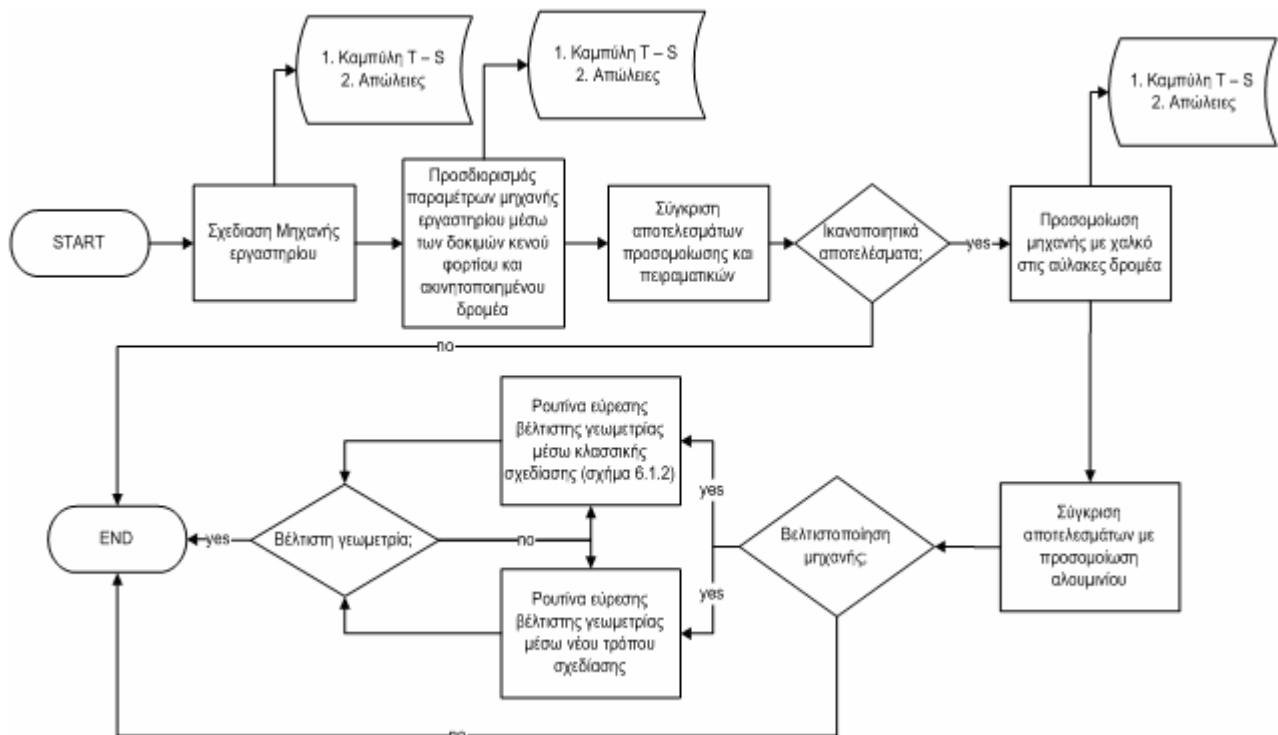 1. Καμπύλη T – S
2. Απώλειες
1. Καμπύλη T – S
2. Απώλειες
1. Καμπύλη T – S
2. Απώλειες
START
Σχεδιαση Μηχανής
εργαστηρίου
Προσδιορισμός
παραμέτρων μηχανής
εργαστηρίου μέσω
των δοκιμών κενού
φορτίου και
ακινητοποιημένου
δρομέα
Σύγκριση
αποτελεσμάτων
προσομοίωσης και
πειραματικών
Ικανοποιητικά
αποτελέσματα;
yes
Προσομοίωση
μηχανής με χαλκό
στις αύλακες δρομέα
no
Ρουτίνα εύρεσης
βέλτιστης γεωμετρίας
μέσω κλασσικής
σχεδίασης (σχήμα 6.1.2)
yes
END
yes
Βέλτιστη γεωμετρία;
no
Βελτιστοποίηση
μηχανής;
Σύγκριση
αποτελεσμάτων με
προσομοίωση
αλουμινίου
Ρουτίνα εύρεσης
βέλτιστης γεωμετρίας
μέσω νέου τρόπου
σχεδίασης
yes
no